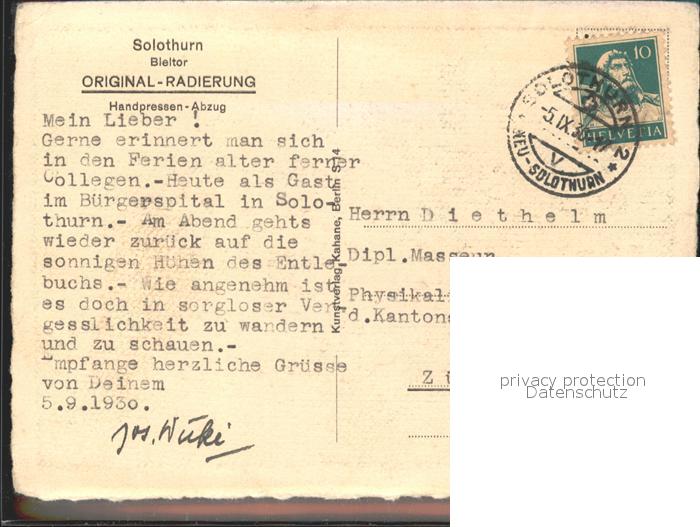 Solothurn
Bieltor
ORIGINAL-RADIERUNG
Handpressen-Abzug
Mein Lieber !
Gerne erinnert man sich
in den Ferien alter ferner
Collegen.-Heute als Gast
im Bürgerspital in Solo-
thurn.- Am Abend gehts
wieder zurück auf die
sonnigen Höhen des Entle
buchs.- Wie angenehm ist
es doch in sorgloser Ver
gesslichkeit zu wandern
und zu schauen.-
Empfange herzliche Grüsse
von Deinem
5.9.1930.
Jos.
Kunstverlag Kahane, Berlin S 14
10
HELVETIA
SOLOTHURN 2
-5.IX.30
V
NEU-SOLOTHURN
Herrn Diethelm
Dipl.Masseur
Physikali
d.Kantons
Zü
privacy protection
Datenschutz